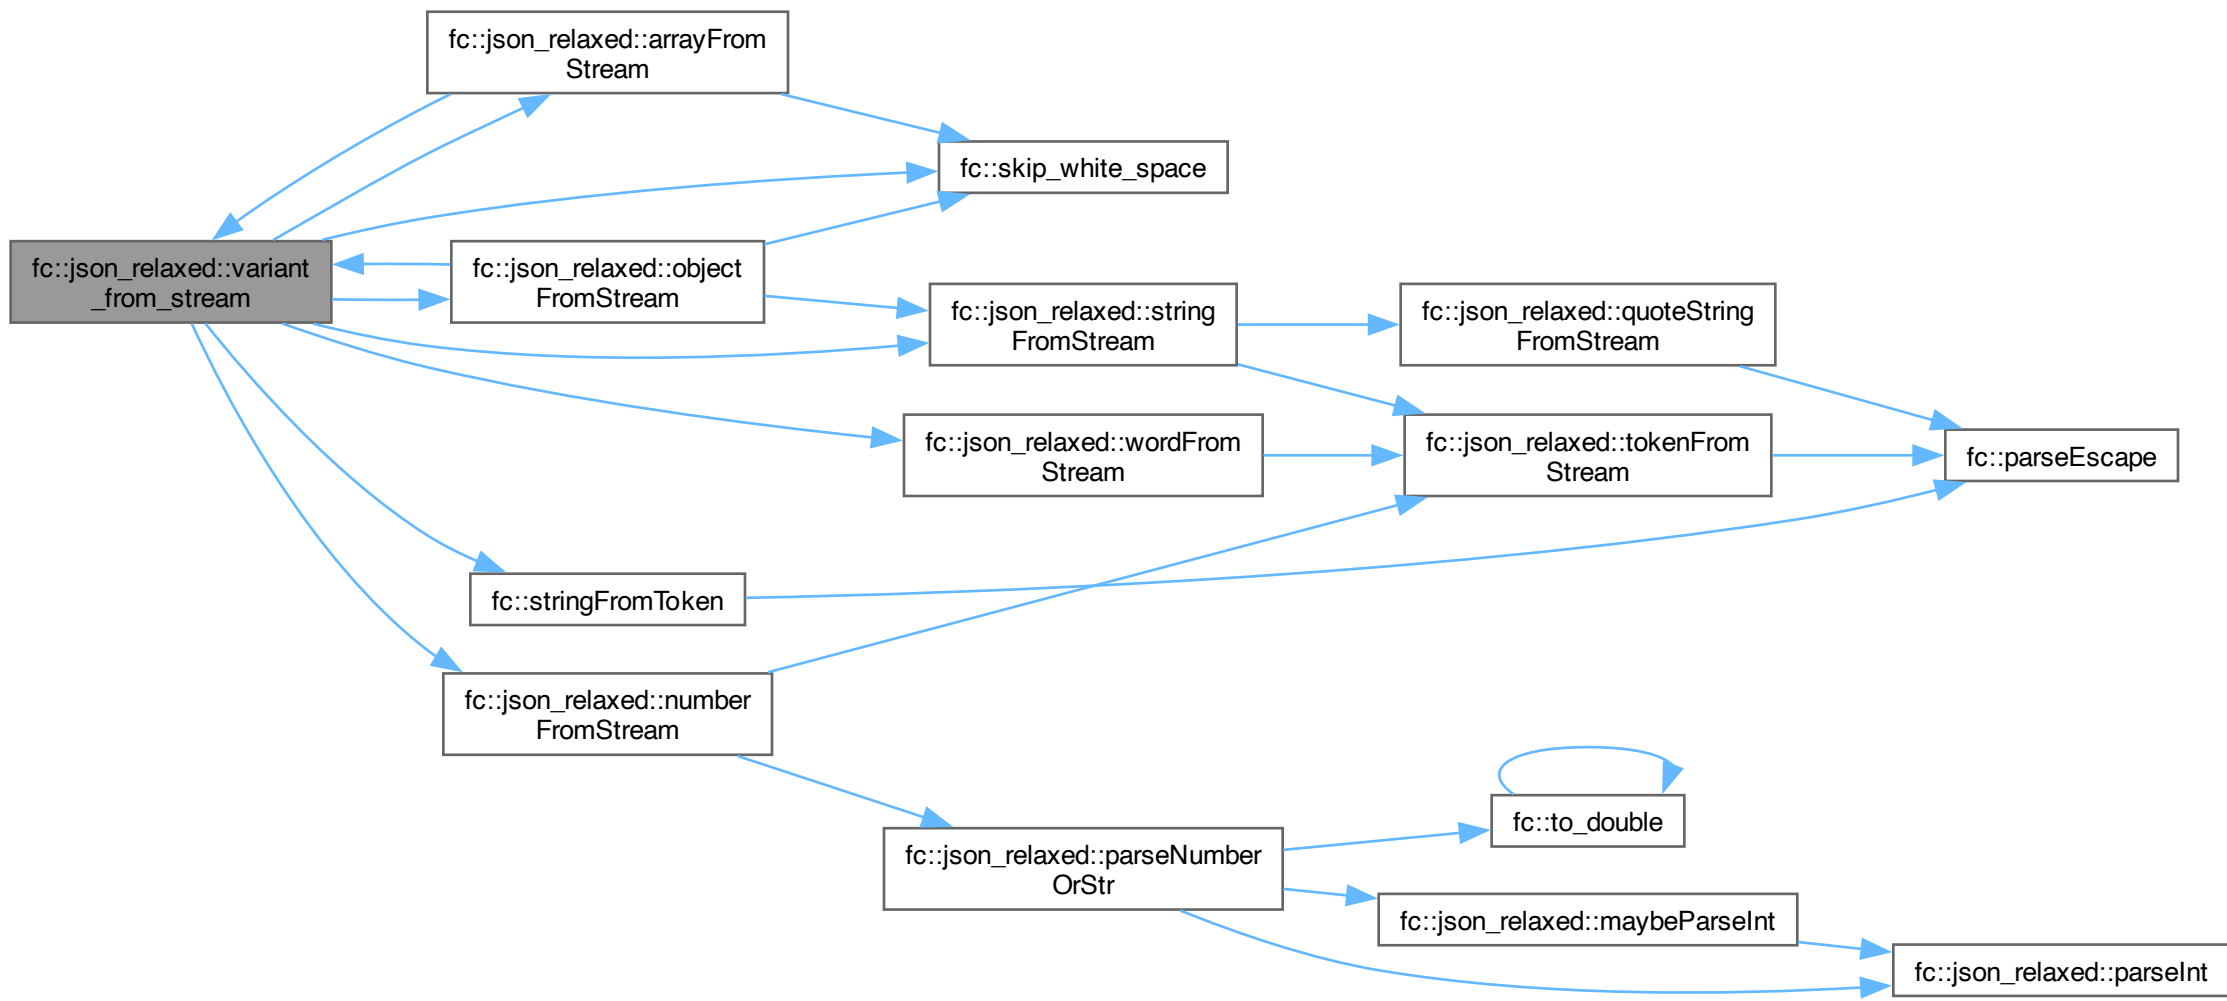 fc::json_relaxed::arrayFrom
Stream
fc::skip_white_space
fc::json_relaxed::variant
_from_stream
fc::json_relaxed::object
FromStream
fc::json_relaxed::string
FromStream
fc::json_relaxed::quoteString
FromStream
fc::json_relaxed::wordFrom
Stream
fc::json_relaxed::tokenFrom
Stream
fc::parseEscape
fc::stringFromToken
fc::json_relaxed::number
FromStream
fc::to_double
fc::json_relaxed::parseNumber
OrStr
fc::json_relaxed::maybeParseInt
fc::json_relaxed::parseInt